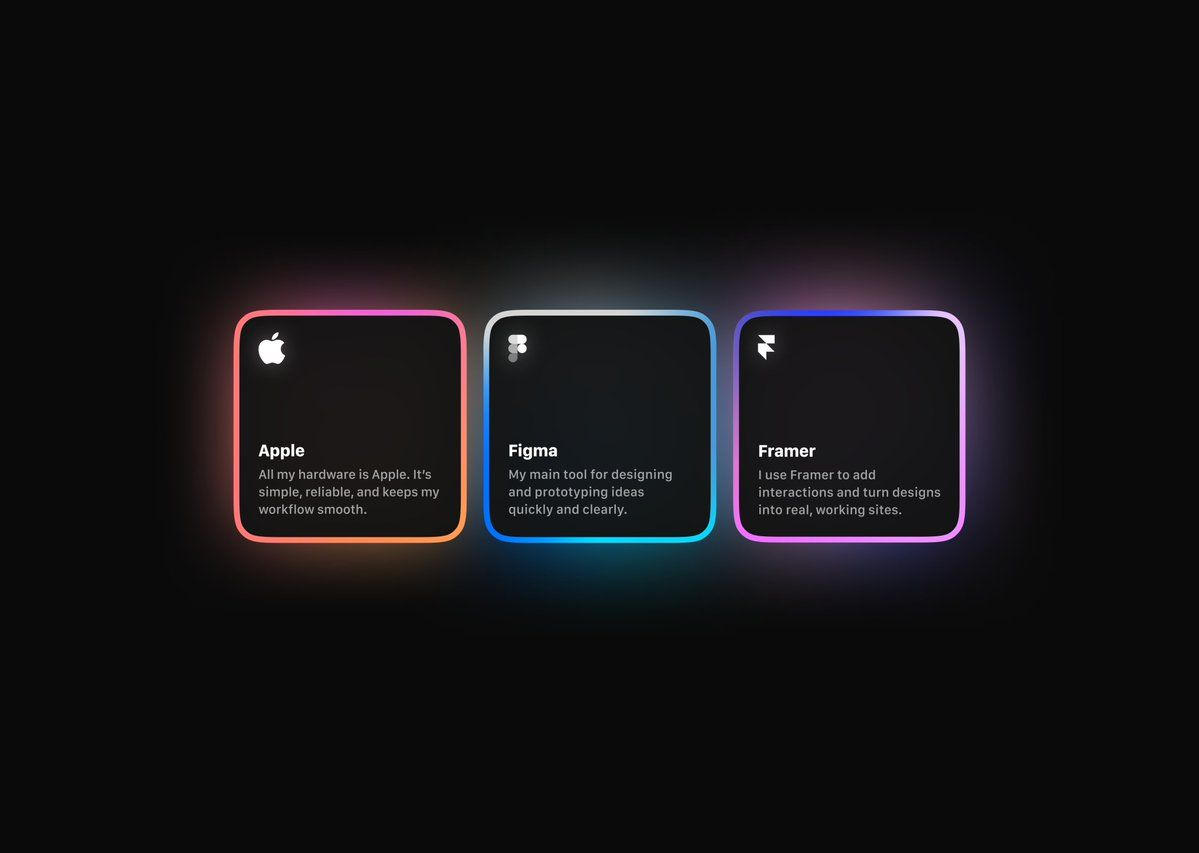 Apple
All my hardware is Apple. It’s
simple, reliable, and keeps my
workflow smooth.
Figma
My main tool for designing
and prototyping ideas
quickly and clearly.
Framer
I use Framer to add
interactions and turn designs
into real, working sites.